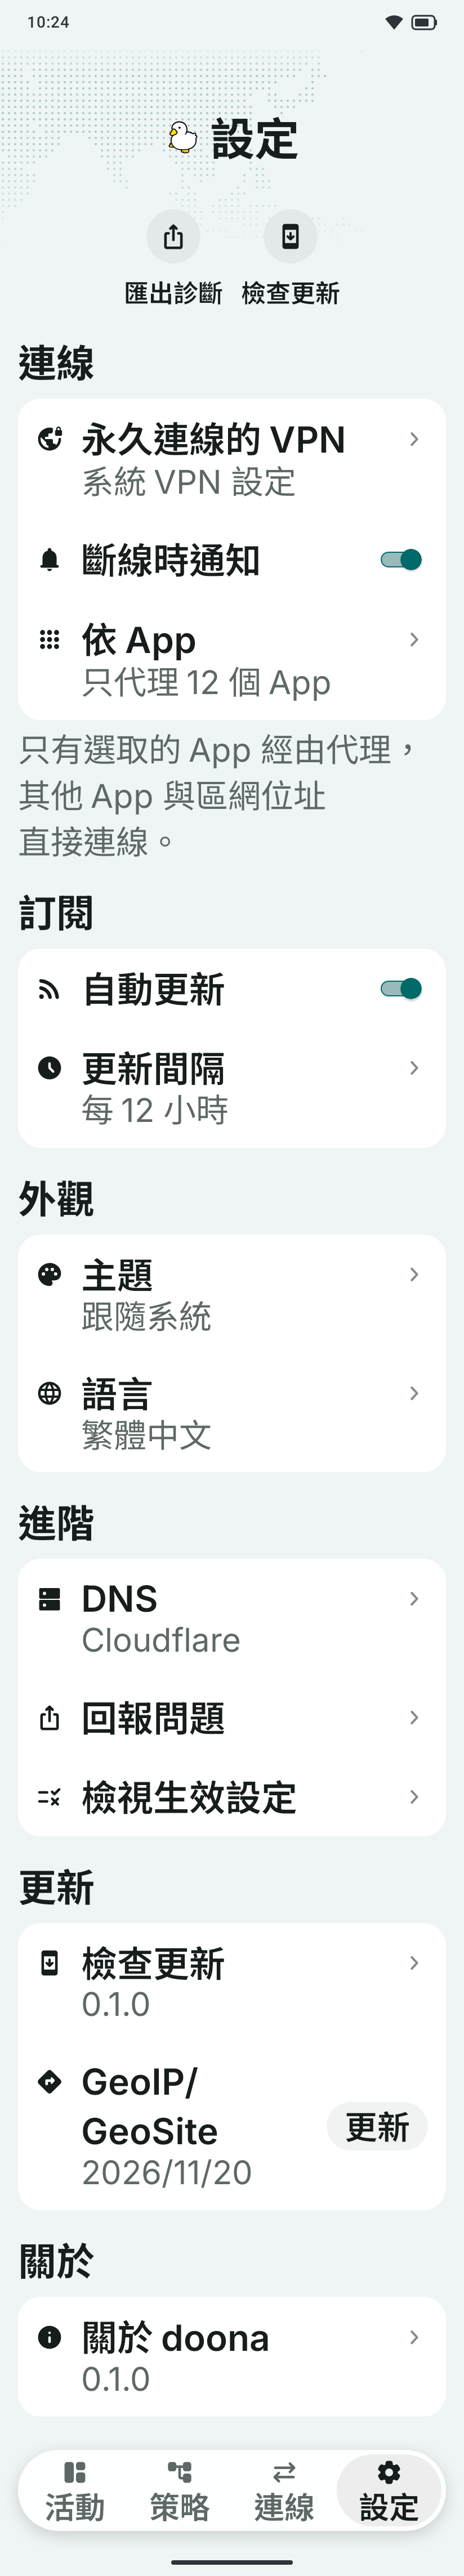 10:24
設定
匯出診斷 檢查更新
連線
永久連線的 VPN
系統 VPN 設定
斷線時通知
依 App
只代理 12 個 App
只有選取的 App 經由代理，
其他 App 與區網位址
直接連線。
訂閱
自動更新
更新間隔
每 12 小時
外觀
主題
跟隨系統
語言
繁體中文
進階
DNS
Cloudflare
回報問題
檢視生效設定
更新
檢查更新
0.1.0
GeoIP/
GeoSite
更新
2026/11/20
關於
關於 doona
0.1.0
活動 策略 連線 設定